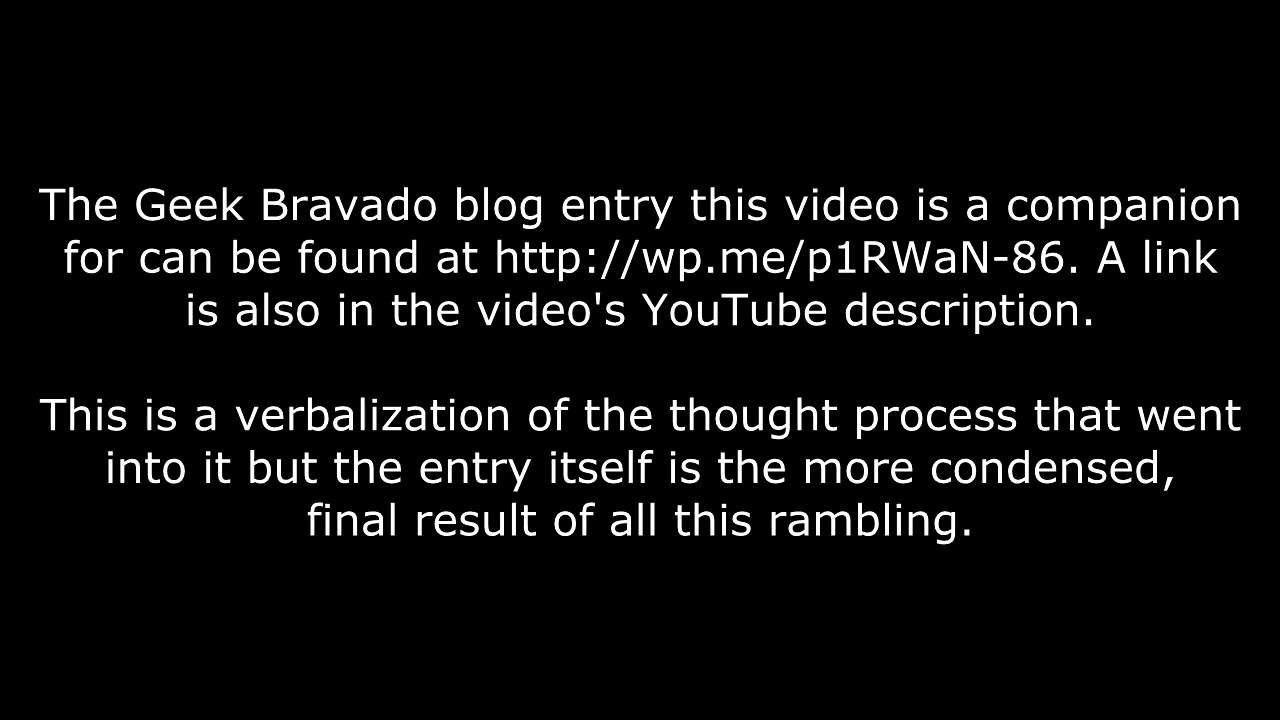 The Geek Bravado blog entry this video is a companion
for can be found at http://wp.me/p1RWaN-86. A link
is also in the video's YouTube description.
This is a verbalization of the thought process that went
into it but the entry itself is the more condensed,
final result of all this rambling.